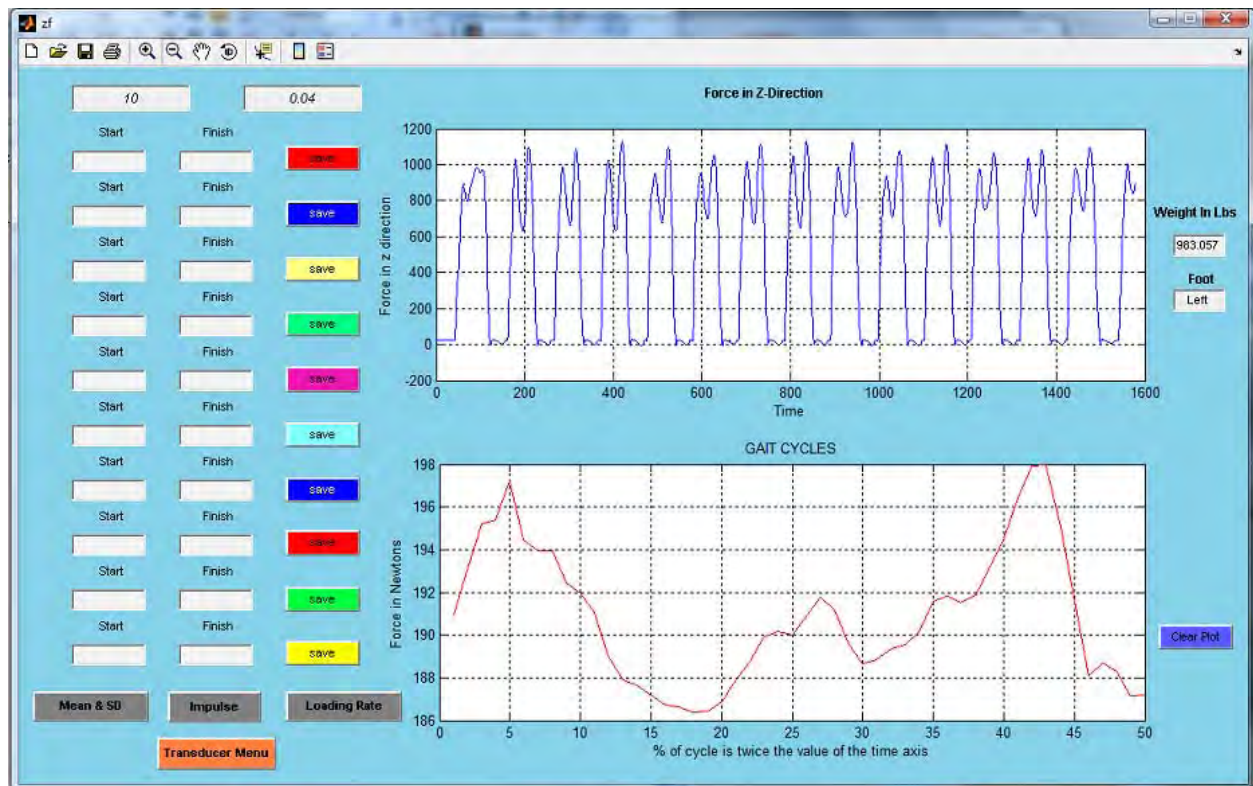 zf
10 0.04
Start Finish
save
Start Finish
save
Start Finish
save
Start Finish
save
Start Finish
save
Start Finish
save
Start Finish
save
Start Finish
save
Start Finish
save
Start Finish
save
Mean & SD Impulse Loading Rate
Transducer Menu
Force in Z-Direction
Force in z direction
1200
1000
800
600
400
200
0
-200
0 200 400 600 800 1000 1200 1400 1600
Time
Weight In Lbs
983.057
Foot
Left
GAIT CYCLES
Force in Newtons
198
196
194
192
190
188
186
0 5 10 15 20 25 30 35 40 45 50
% of cycle is twice the value of the time axis
Clear Plot